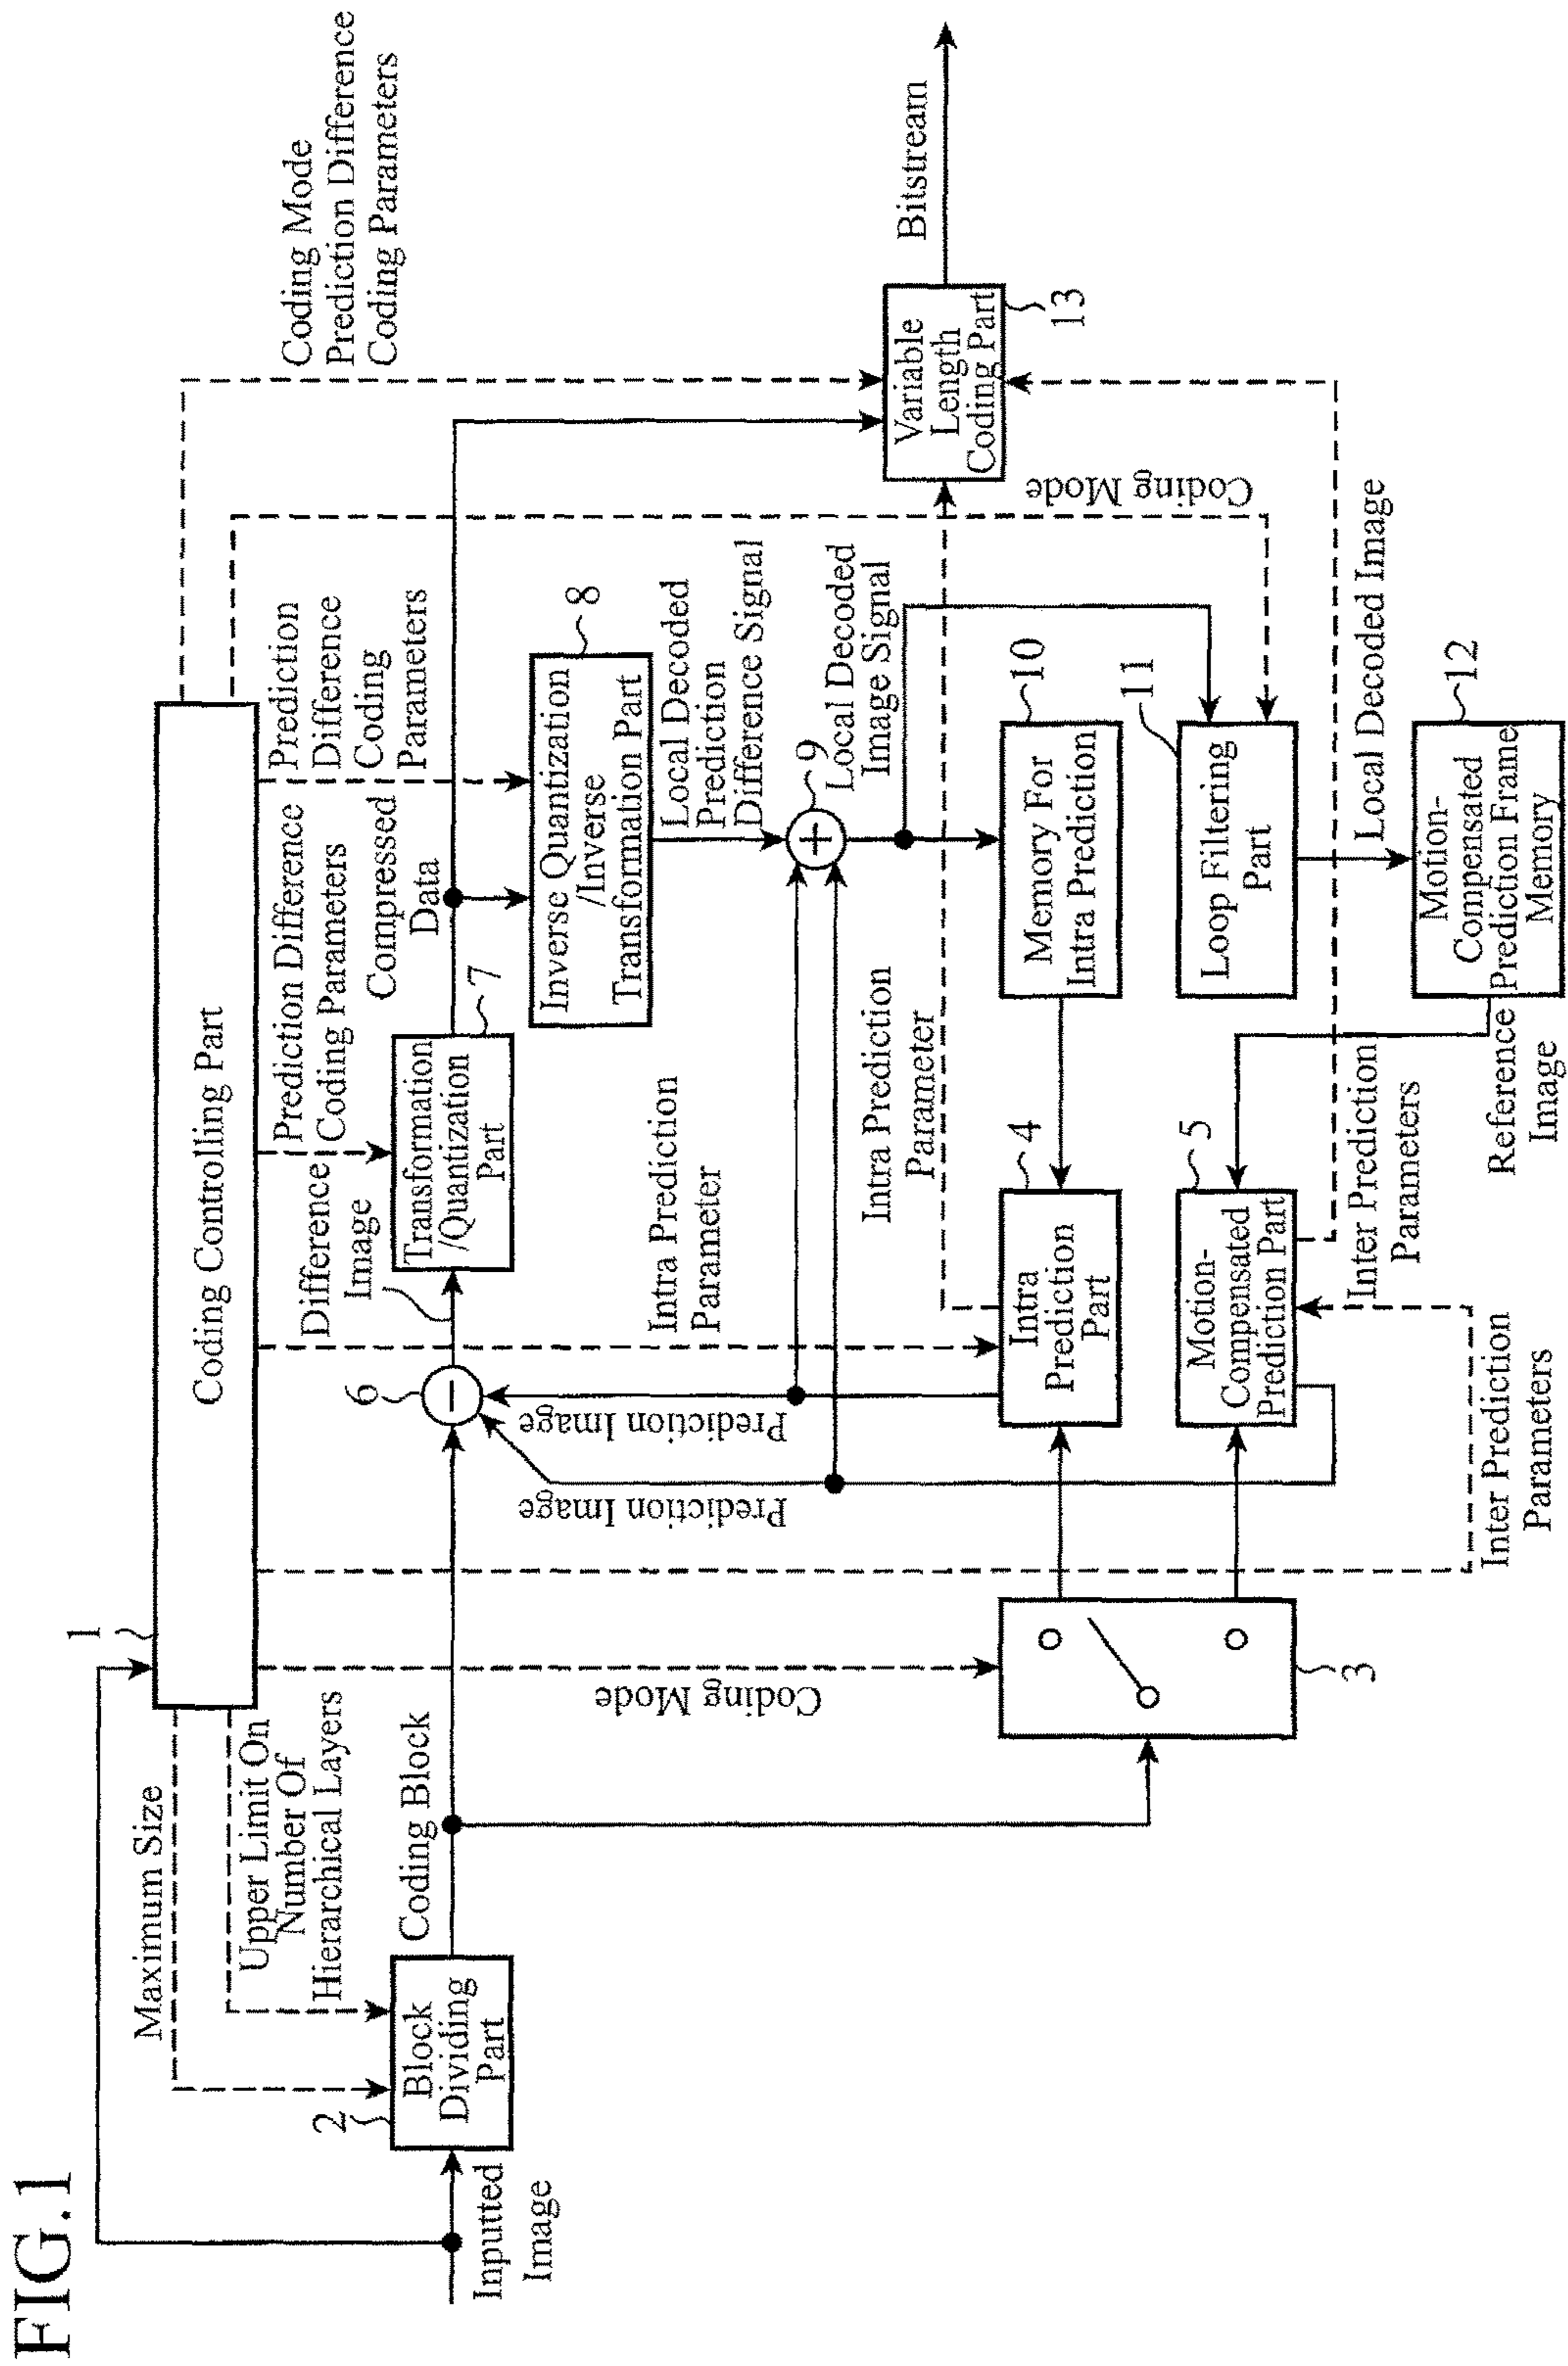 FIG.1
1
Coding Controlling Part
Maximum Size
Upper Limit On
Number Of
Hierarchical Layers
Coding Mode
Prediction Difference
Coding Parameters
Prediction
Difference
Coding
Parameters
Prediction Difference
Coding Parameters
Difference
Image
Compressed
Data
Inputted
Image
2
Block
Dividing
Part
Coding Block
6
Transformation
/Quantization
Part
7
Inverse Quantization
/Inverse
Transformation Part
8
Local Decoded
Prediction
Difference Signal
Intra Prediction
Parameter
Prediction Image
Prediction Image
Coding Mode
9
Local Decoded
Image Signal
Intra Prediction
Parameter
Variable
Length
Coding Part
13
Bitstream
Coding Mode
3
4
Intra
Prediction
Part
10
Memory For
Intra Prediction
5
Motion-
Compensated
Prediction Part
11
Loop Filtering
Part
Local Decoded Image
Inter Prediction
Parameters
Inter Prediction
Parameters
Reference
Image
12
Motion-
Compensated
Prediction Frame
Memory